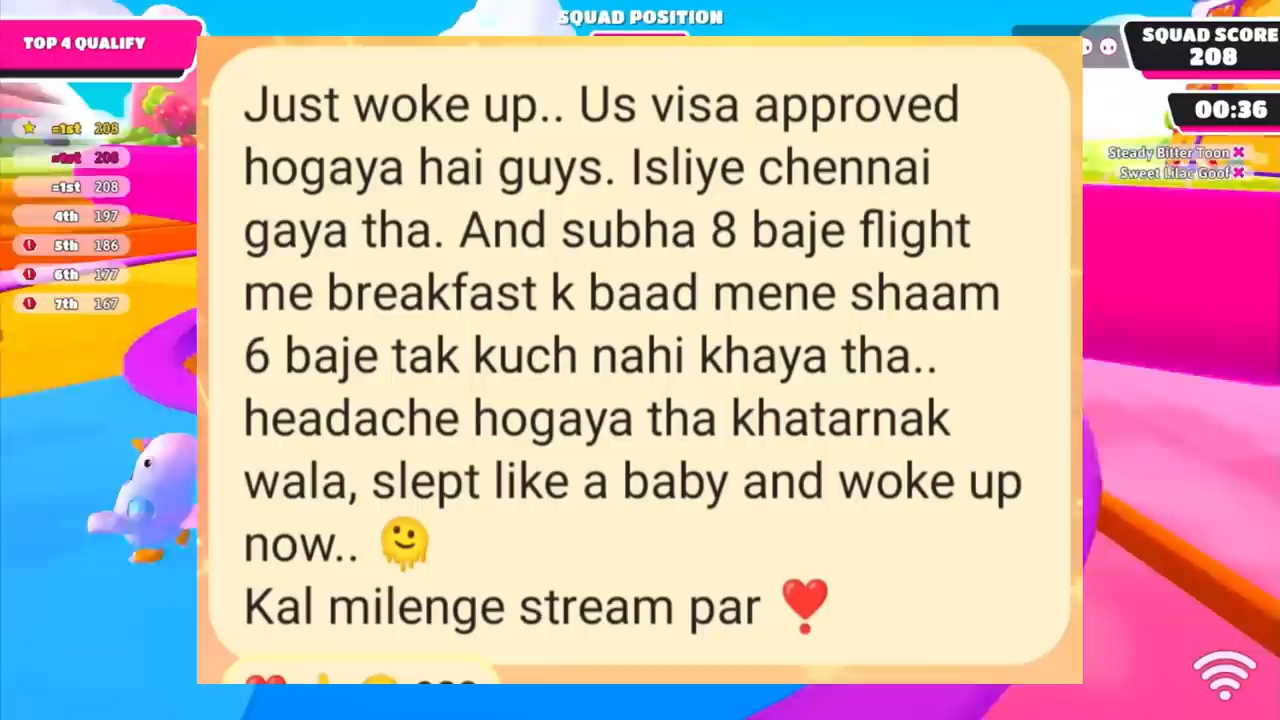 SQUAD POSITION
TOP 4 QUALIFY
SQUAD SCORE
208
00:36
Steady Bitter Toon
Sweet Lilac Goof
=1st 208
=1st 208
=1st 208
4th 197
5th 186
6th 177
7th 167
Just woke up.. Us visa approved
hogaya hai guys. Isliye chennai
gaya tha. And subha 8 baje flight
me breakfast k baad mene shaam
6 baje tak kuch nahi khaya tha..
headache hogaya tha khatarnak
wala, slept like a baby and woke up
now.. 🫠
Kal milenge stream par ❣️